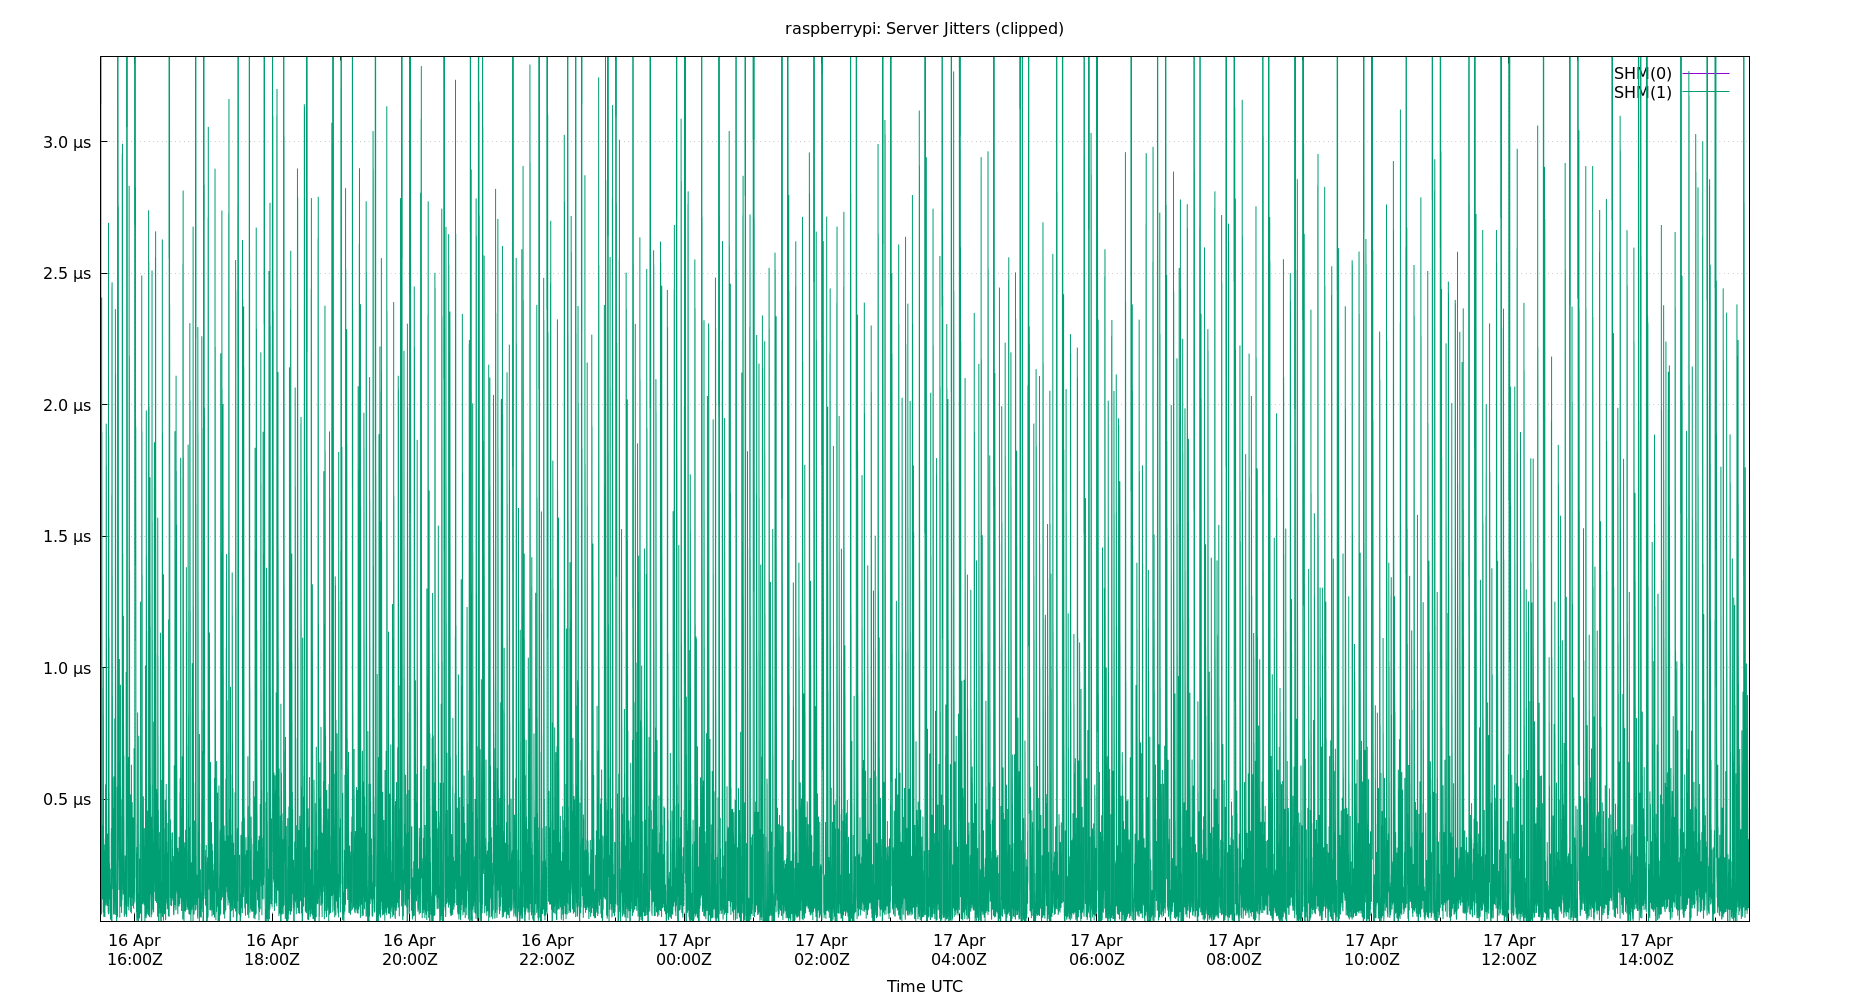 raspberrypi: Server Jitters (clipped)
SHM(0)
SHM(1)
3.0 µs
2.5 µs
2.0 µs
1.5 µs
1.0 µs
0.5 µs
16 Apr 16 Apr 16 Apr 16 Apr 17 Apr 17 Apr 17 Apr 17 Apr 17 Apr 17 Apr 17 Apr 17 Apr
16:00Z 18:00Z 20:00Z 22:00Z 00:00Z 02:00Z 04:00Z 06:00Z 08:00Z 10:00Z 12:00Z 14:00Z
Time UTC